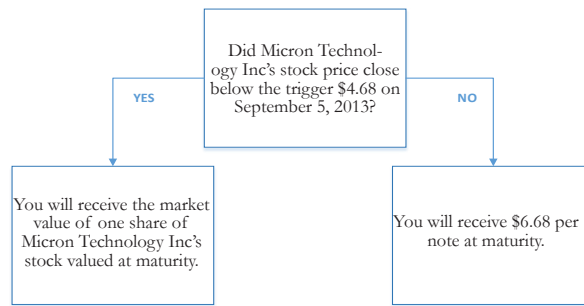 Did Micron Technol-
ogy Inc's stock price close
below the trigger $4.68 on
September 5, 2013?
YES
NO
You will receive the market
value of one share of
Micron Technology Inc's
stock valued at maturity.
You will receive $6.68 per
note at maturity.